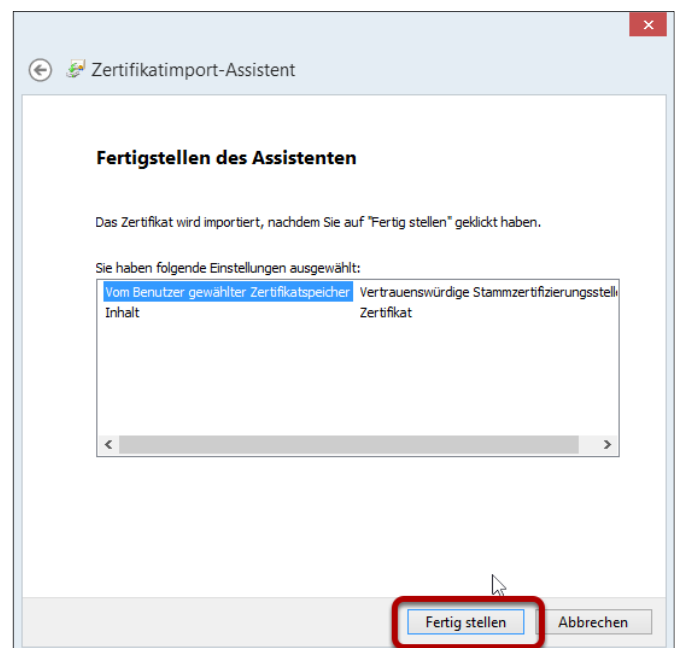 Zertifikatimport-Assistent
Fertigstellen des Assistenten
Das Zertifikat wird importiert, nachdem Sie auf "Fertig stellen" geklickt haben.
Sie haben folgende Einstellungen ausgewählt:
Vom Benutzer gewählter Zertifikatspeicher Vertrauenswürdige Stammzertifizierungsstell
Inhalt Zertifikat
Fertig stellen Abbrechen